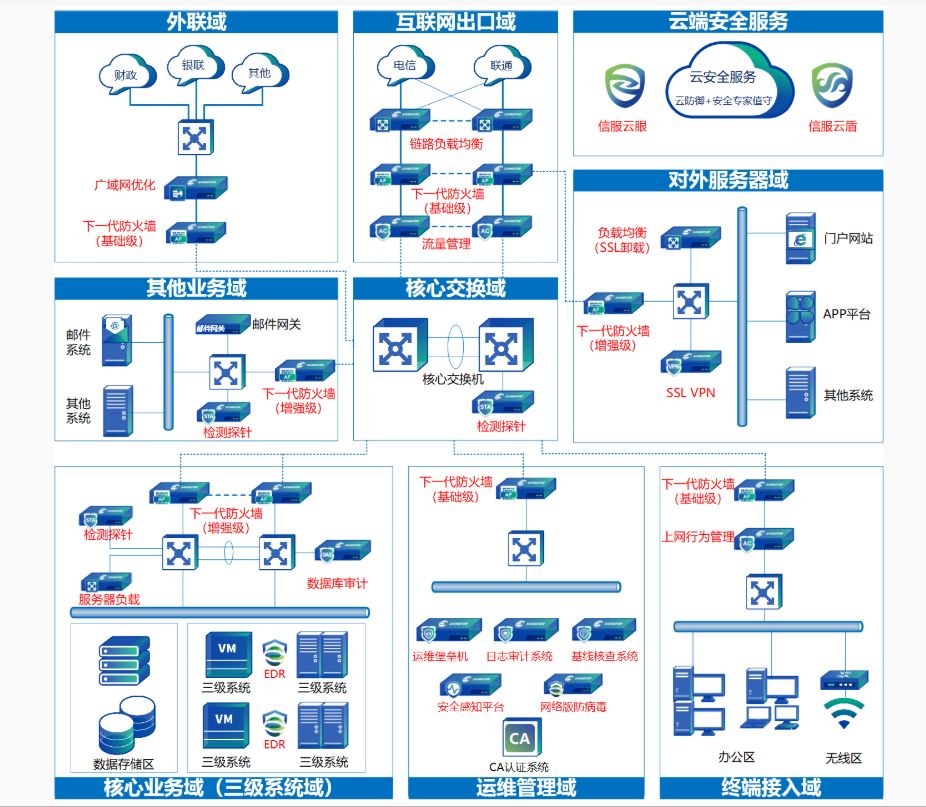 外联域
财政
银联
其他
广域网优化
下一代防火墙
（基础级）
互联网出口域
电信
联通
链路负载均衡
下一代防火墙
（基础级）
流量管理
云端安全服务
信服云眼
云安全服务
云防御+安全专家值守
信服云盾
对外服务器域
负载均衡
（SSL卸载）
下一代防火墙
（增强级）
SSL VPN
门户网站
APP平台
其他系统
其他业务域
邮件
系统
其他
系统
邮件网关
邮件网关
下一代防火墙
（增强级）
检测探针
核心交换域
核心交换机
STA
检测探针
下一代防火墙
（增强级）
STA
检测探针
服务器负载
DAS
数据库审计
VM
三级系统
EDR
三级系统
VM
三级系统
EDR
三级系统
数据存储区
核心业务域（三级系统域）
下一代防火墙
（基础级）
运维堡垒机
日志审计系统
基线核查系统
安全感知平台
网络版防病毒
CA
CA认证系统
运维管理域
下一代防火墙
（基础级）
上网行为管理
AC
办公区
无线区
终端接入域